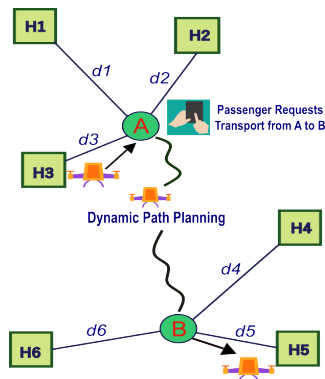 H1
H2
d1
d2
A
Passenger Requests
Transport from A to B
d3
H3
Dynamic Path Planning
H4
d4
B
d6
d5
H6
H5